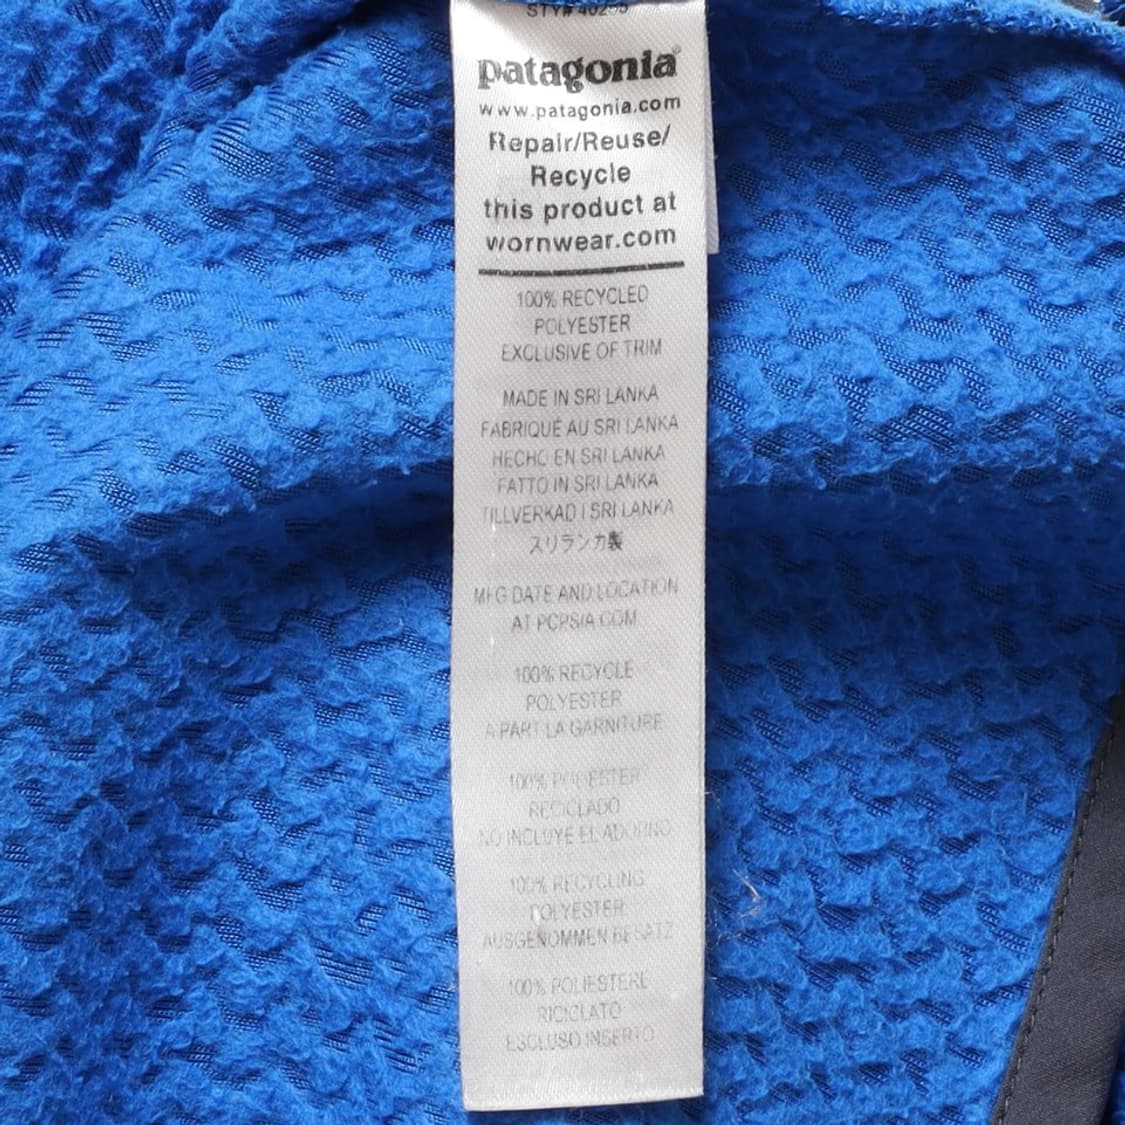 STY#
patagonia®
www.patagonia.com
Repair/Reuse/
Recycle
this product at
wornwear.com
100% RECYCLED
POLYESTER
EXCLUSIVE OF TRIM
MADE IN SRI LANKA
FABRIQUÉ AU SRI LANKA
HECHO EN SRI LANKA
FATTO IN SRI LANKA
TILLVERKAD I SRI LANKA
スリランカ製
MFG DATE AND LOCATION
AT PCPSIA.COM
100% RECYCLE
POLYESTER
A PART LA GARNITURE
100% POLIESTER
RECICLADO
NO INCLUYE EL ADORNO
100% RECYCLING
POLYESTER
AUSGENOMMEN BESATZ
100% POLIESTERE
RICICLATO
ESCLUSO INSERTO